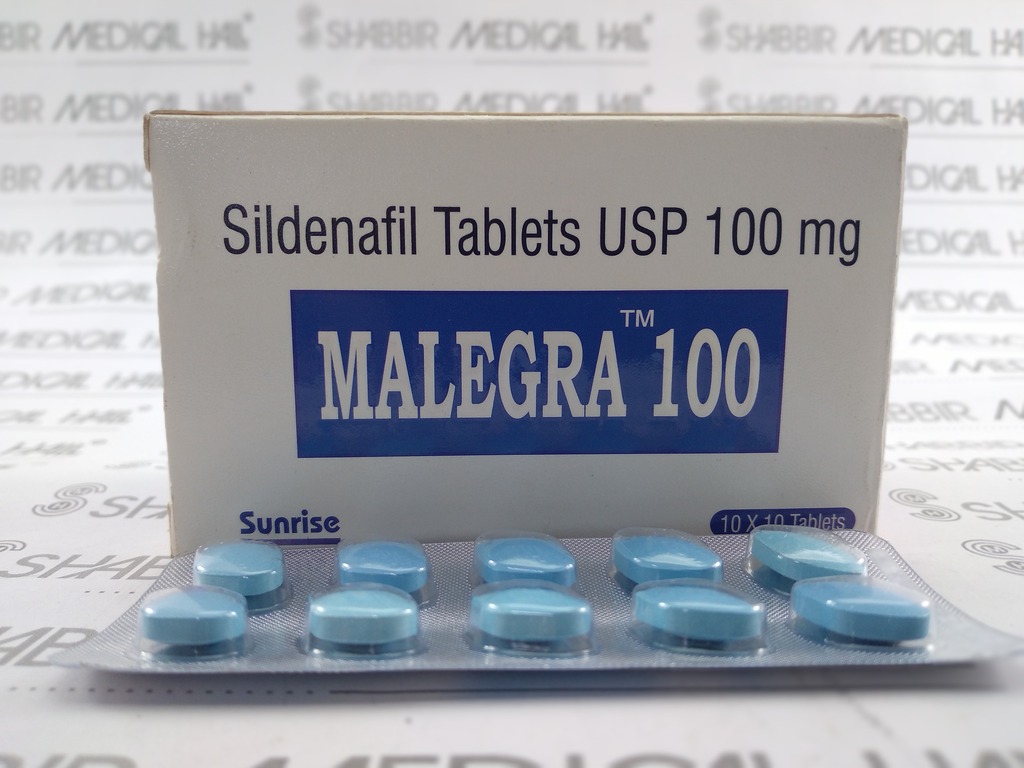 SHABBIR MEDICAL HALL
Sildenafil Tablets USP 100 mg
MALEGRA™ 100
Sunrise
10 X 10 Tablets